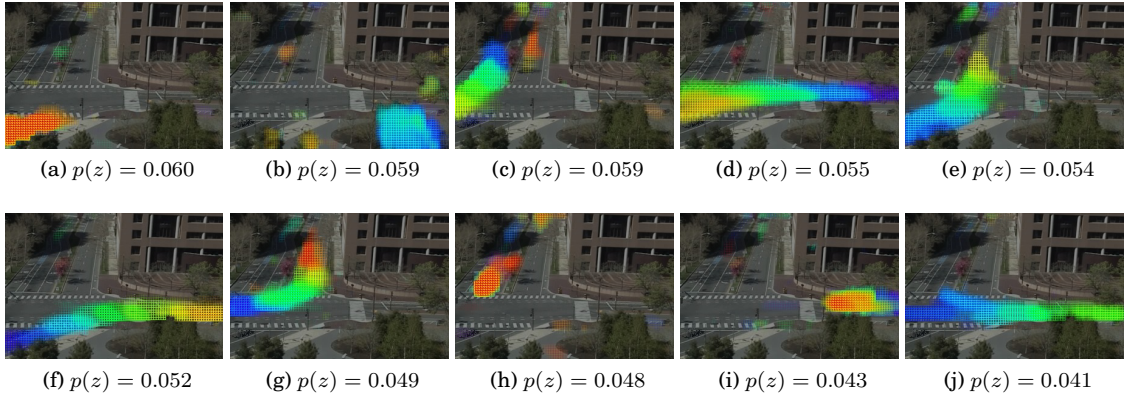 (a) p(z) = 0.060 (b) p(z) = 0.059 (c) p(z) = 0.059 (d) p(z) = 0.055 (e) p(z) = 0.054
(f) p(z) = 0.052 (g) p(z) = 0.049 (h) p(z) = 0.048 (i) p(z) = 0.043 (j) p(z) = 0.041